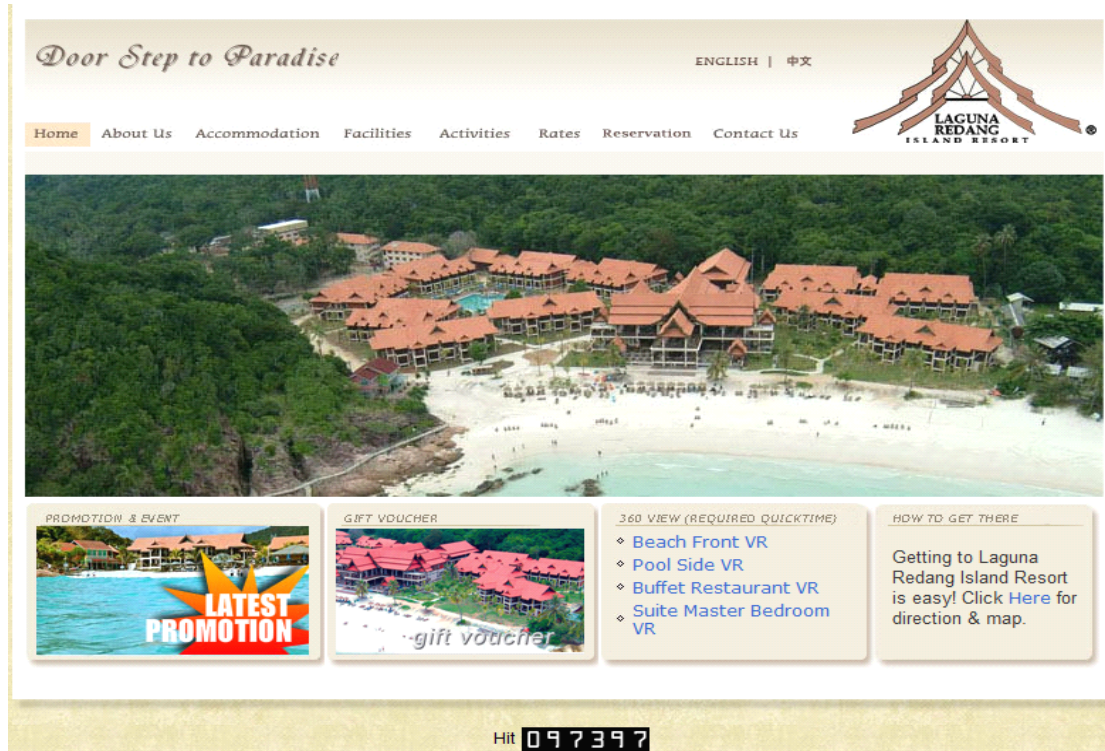 Door Step to Paradise
ENGLISH | 中文
LAGUNA
REDANG
ISLAND RESORT
®
Home About Us Accommodation Facilities Activities Rates Reservation Contact Us
PROMOTION & EVENT
LATEST
PROMOTION
GIFT VOUCHER
gift voucher
360 VIEW (REQUIRED QUICKTIME)
Beach Front VR
Pool Side VR
Buffet Restaurant VR
Suite Master Bedroom
VR
HOW TO GET THERE
Getting to Laguna
Redang Island Resort
is easy! Click Here for
direction & map.
Hit 097397